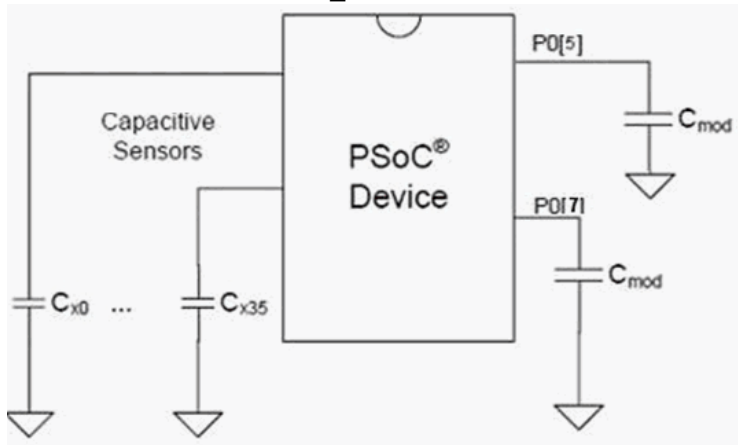 P0[5]
Capacitive
Sensors
Cmod
PSoC®
Device
P0[7]
Cmod
Cx0 ... Cx35